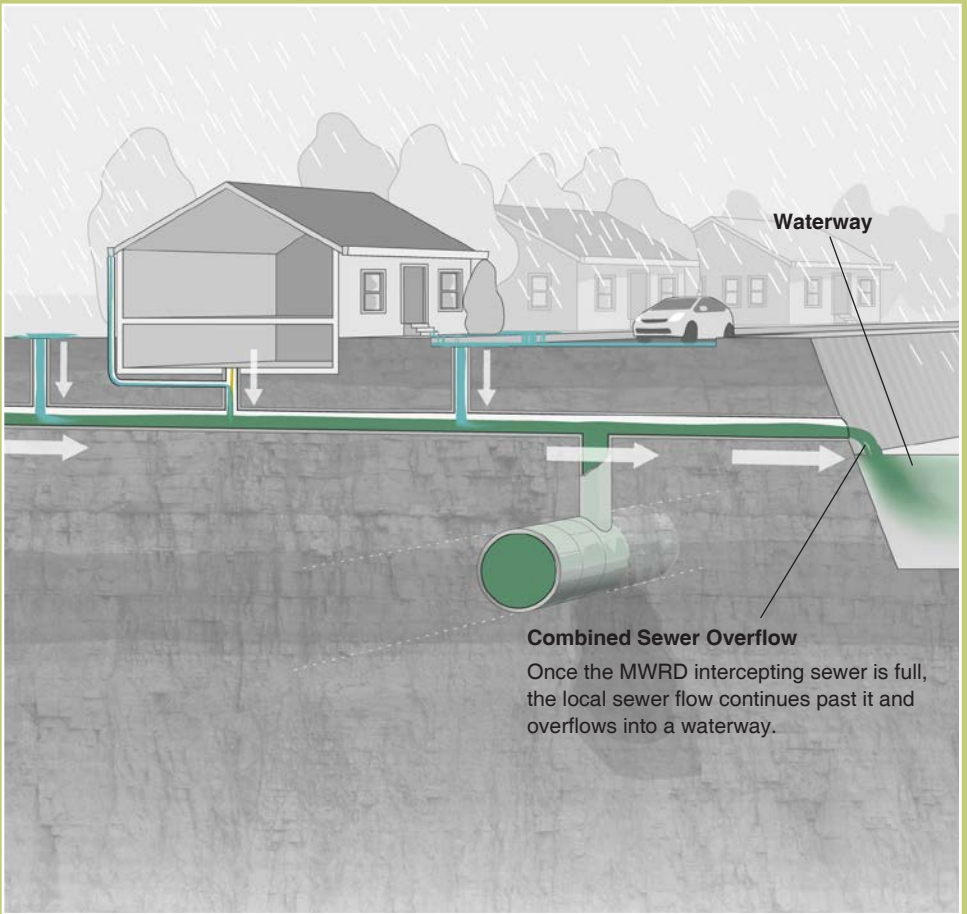 Waterway
Combined Sewer Overflow
Once the MWRD intercepting sewer is full,
the local sewer flow continues past it and
overflows into a waterway.